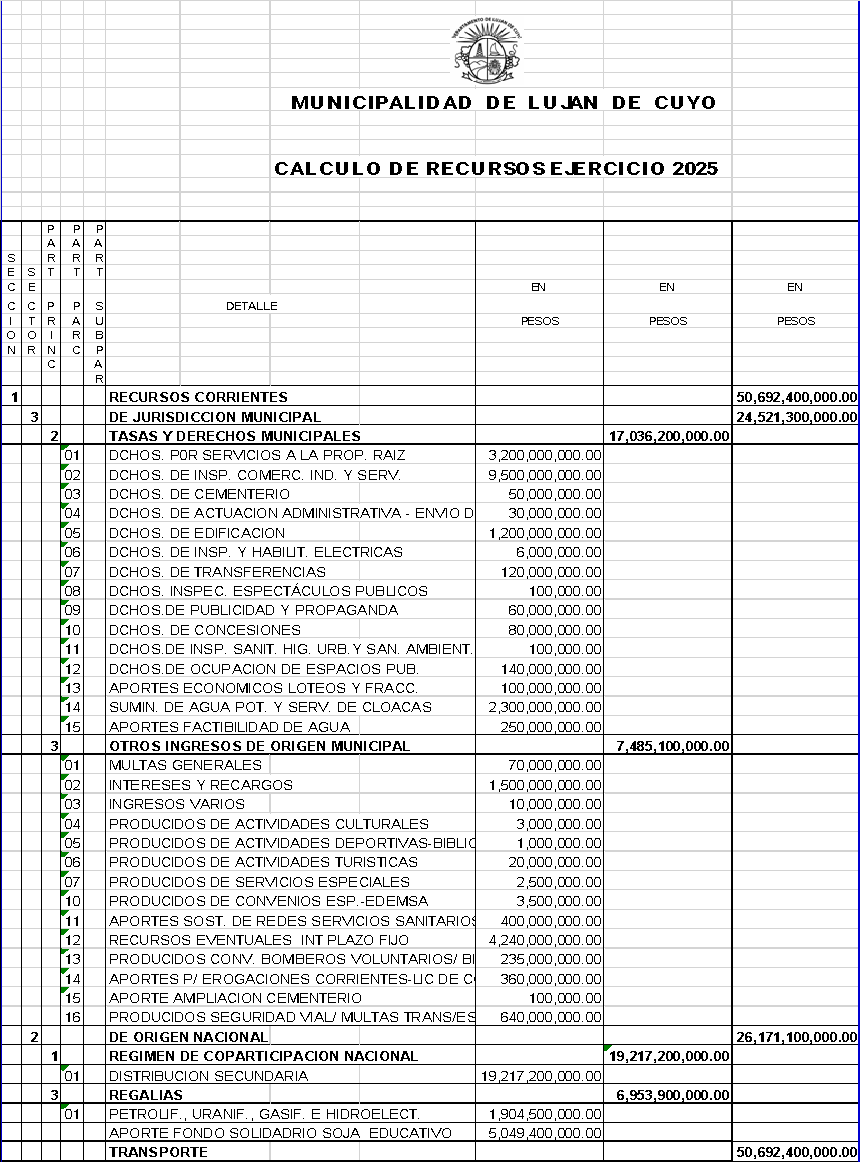 DEPARTAMENTO DE LUJAN DE CUYO
MUNICIPALIDAD DE LUJAN DE CUYO
CALCULO DE RECURSOS EJERCICIO 2025
SECCION SECTOR PART PRINC PART PARC PART SUBPAR DETALLE EN PESOS EN PESOS EN PESOS
1 RECURSOS CORRIENTES 50,692,400,000.00
3 DE JURISDICCION MUNICIPAL 24,521,300,000.00
2 TASAS Y DERECHOS MUNICIPALES 17,036,200,000.00
01 DCHOS. P0R SERVICIOS A LA PROP. RAIZ 3,200,000,000.00
02 DCHOS. DE INSP. COMERC. IND. Y SERV. 9,500,000,000.00
03 DCHOS. DE CEMENTERIO 50,000,000.00
04 DCHOS. DE ACTUACION ADMINISTRATIVA - ENVIO D 30,000,000.00
05 DCHOS. DE EDIFICACION 1,200,000,000.00
06 DCHOS. DE INSP. Y HABILIT. ELECTRICAS 6,000,000.00
07 DCHOS. DE TRANSFERENCIAS 120,000,000.00
08 DCHOS. INSPEC. ESPECTÁCULOS PUBLICOS 100,000.00
09 DCHOS.DE PUBLICIDAD Y PROPAGANDA 60,000,000.00
10 DCHOS. DE CONCESIONES 80,000,000.00
11 DCHOS.DE INSP. SANIT. HIG. URB.Y SAN. AMBIENT. 100,000.00
12 DCHOS.DE OCUPACION DE ESPACIOS PUB. 140,000,000.00
13 APORTES ECONOMICOS LOTEOS Y FRACC. 100,000,000.00
14 SUMIN. DE AGUA POT. Y SERV. DE CLOACAS 2,300,000,000.00
15 APORTES FACTIBILIDAD DE AGUA 250,000,000.00
3 OTROS INGRESOS DE ORIGEN MUNICIPAL 7,485,100,000.00
01 MULTAS GENERALES 70,000,000.00
02 INTERESES Y RECARGOS 1,500,000,000.00
03 INGRESOS VARIOS 10,000,000.00
04 PRODUCIDOS DE ACTIVIDADES CULTURALES 3,000,000.00
05 PRODUCIDOS DE ACTIVIDADES DEPORTIVAS-BIBLIC 1,000,000.00
06 PRODUCIDOS DE ACTIVIDADES TURISTICAS 20,000,000.00
07 PRODUCIDOS DE SERVICIOS ESPECIALES 2,500,000.00
10 PRODUCIDOS DE CONVENIOS ESP.-EDEMSA 3,500,000.00
11 APORTES SOST. DE REDES SERVICIOS SANITARIOS 400,000,000.00
12 RECURSOS EVENTUALES INT PLAZO FIJO 4,240,000,000.00
13 PRODUCIDOS CONV. BOMBEROS VOLUNTARIOS/ BI 235,000,000.00
14 APORTES P/ EROGACIONES CORRIENTES-LIC DE C 360,000,000.00
15 APORTE AMPLIACION CEMENTERIO 100,000.00
16 PRODUCIDOS SEGURIDAD VIAL/ MULTAS TRANS/ES 640,000,000.00
2 DE ORIGEN NACIONAL 26,171,100,000.00
1 REGIMEN DE COPARTICIPACION NACIONAL 19,217,200,000.00
01 DISTRIBUCION SECUNDARIA 19,217,200,000.00
3 REGALIAS 6,953,900,000.00
01 PETROLIF., URANIF., GASIF. E HIDROELECT. 1,904,500,000.00
APORTE FONDO SOLIDADRIO SOJA EDUCATIVO 5,049,400,000.00
TRANSPORTE 50,692,400,000.00